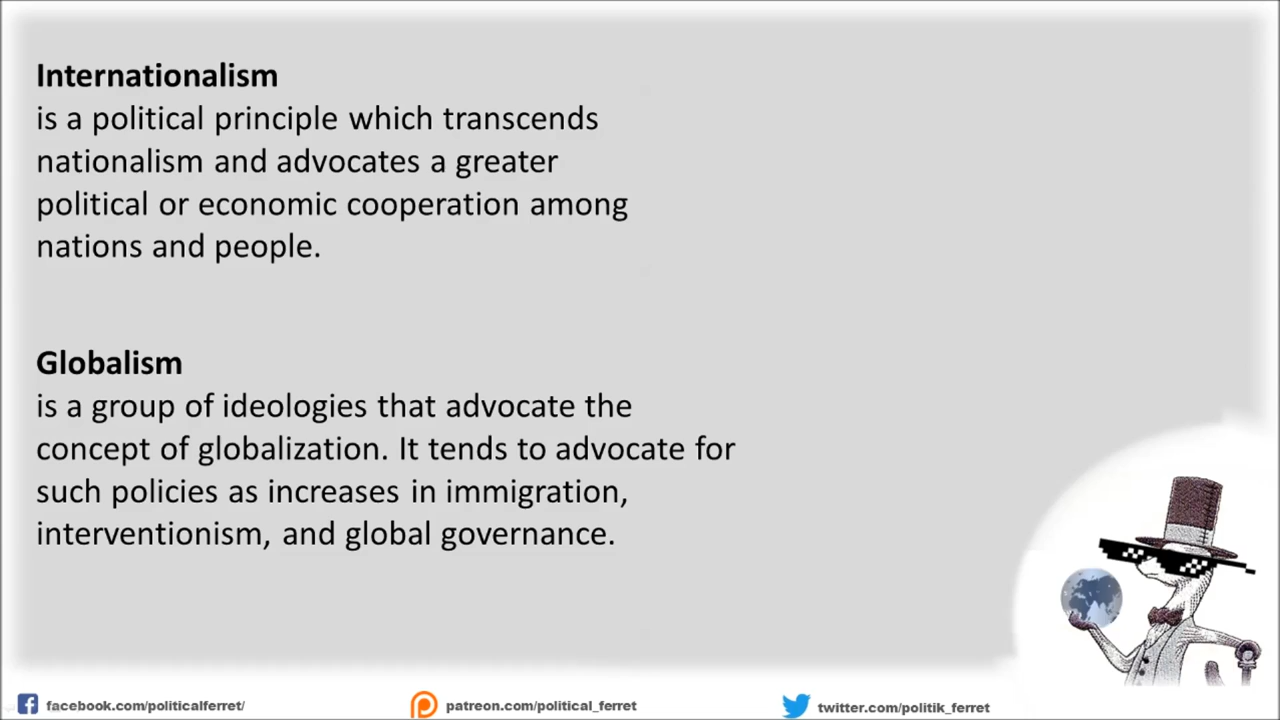 Internationalism
is a political principle which transcends
nationalism and advocates a greater
political or economic cooperation among
nations and people.
Globalism
is a group of ideologies that advocate the
concept of globalization. It tends to advocate for
such policies as increases in immigration,
interventionism, and global governance.
facebook.com/politicalferret/
patreon.com/political_ferret
twitter.com/politik_ferret